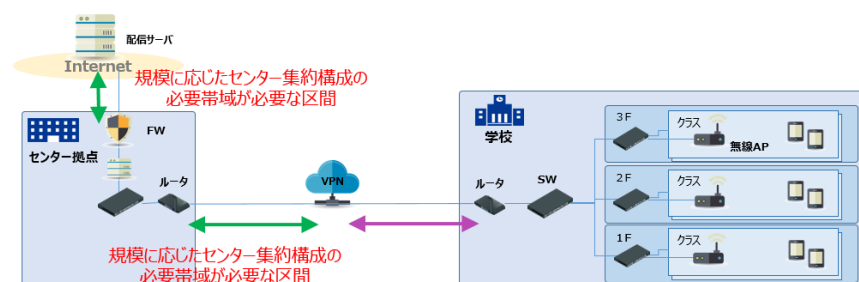 配信サーバ
Internet
規模に応じたセンター集約構成の
必要帯域が必要な区間
FW
センター拠点
ルータ
VPN
規模に応じたセンター集約構成の
必要帯域が必要な区間
学校
ルータ
SW
3F
クラス
無線AP
2F
クラス
1F
クラス